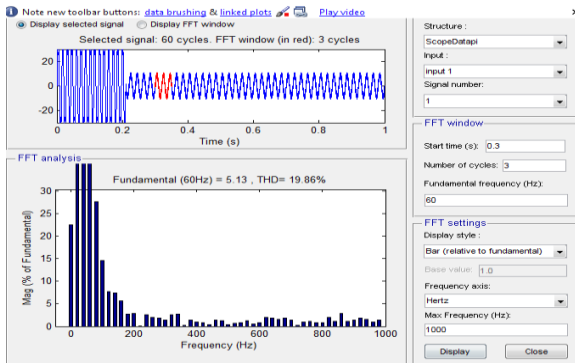 Note new toolbar buttons: data brushing & linked plots Play video
Display selected signal Display FFT window
Selected signal: 60 cycles. FFT window (in red): 3 cycles
20
0
-20
0 0.2 0.4 0.6 0.8 1
Time (s)
FFT analysis
Fundamental (60Hz) = 5.13 , THD= 19.86%
Mag (% of Fundamental)
30
25
20
15
10
5
0
0 200 400 600 800 1000
Frequency (Hz)
Structure :
ScopeDatapi
Input :
input 1
Signal number:
1
FFT window
Start time (s): 0.3
Number of cycles: 3
Fundamental frequency (Hz):
60
FFT settings
Display style :
Bar (relative to fundamental)
Base value: 1.0
Frequency axis:
Hertz
Max Frequency (Hz):
1000
Display Close